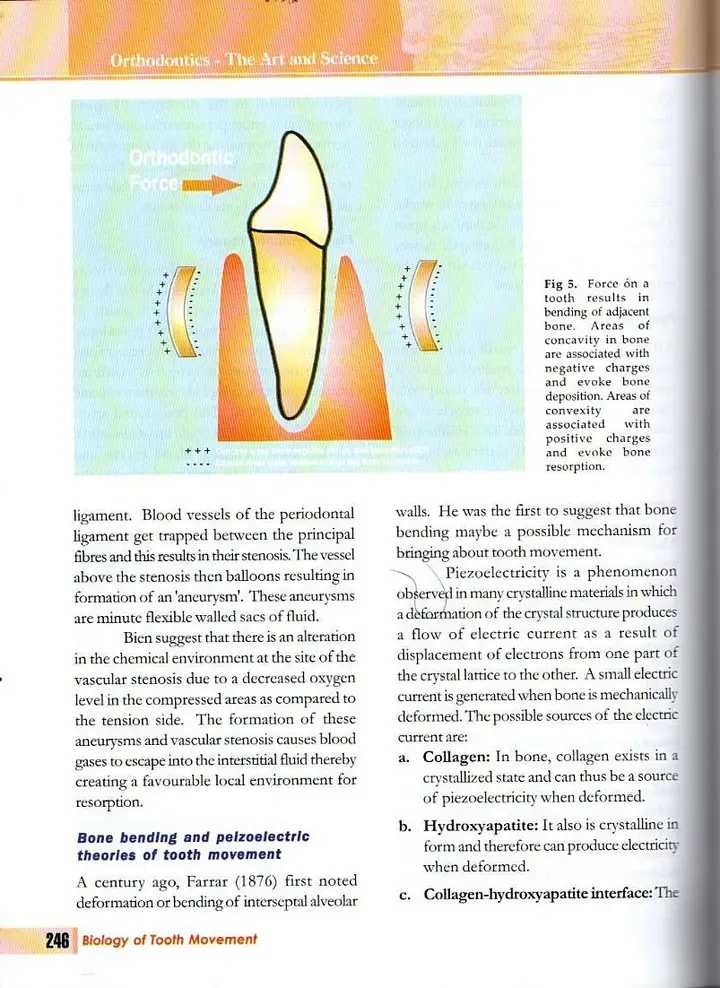 Orthodontics - The Art and Science
Orthodontic
Force
+ + +
- - - -
Fig 5. Force on a
tooth results in
bending of adjacent
bone. Areas of
concavity in bone
are associated with
negative charges
and evoke bone
deposition. Areas of
convexity are
associated with
positive charges
and evoke bone
resorption.
ligament. Blood vessels of the periodontal
ligament get trapped between the principal
fibres and this results in their stenosis. The vessel
above the stenosis then balloons resulting in
formation of an 'aneurysm'. These aneurysms
are minute flexible walled sacs of fluid.
Bien suggest that there is an alteration
in the chemical environment at the site of the
vascular stenosis due to a decreased oxygen
level in the compressed areas as compared to
the tension side. The formation of these
aneurysms and vascular stenosis causes blood
gases to escape into the interstitial fluid thereby
creating a favourable local environment for
resorption.
Bone bending and peizoelectric
theories of tooth movement
A century ago, Farrar (1876) first noted
deformation or bending of interseptal alveolar
walls. He was the first to suggest that bone
bending maybe a possible mechanism for
bringing about tooth movement.
Piezoelectricity is a phenomenon
observed in many crystalline materials in which
a deformation of the crystal structure produces
a flow of electric current as a result of
displacement of electrons from one part of
the crystal lattice to the other. A small electric
current is generated when bone is mechanically
deformed. The possible sources of the electric
current are:
a. Collagen: In bone, collagen exists in a
crystallized state and can thus be a source
of piezoelectricity when deformed.
b. Hydroxyapatite: It also is crystalline in
form and therefore can produce electricity
when deformed.
c. Collagen-hydroxyapatite interface: The
246 Biology of Tooth Movement